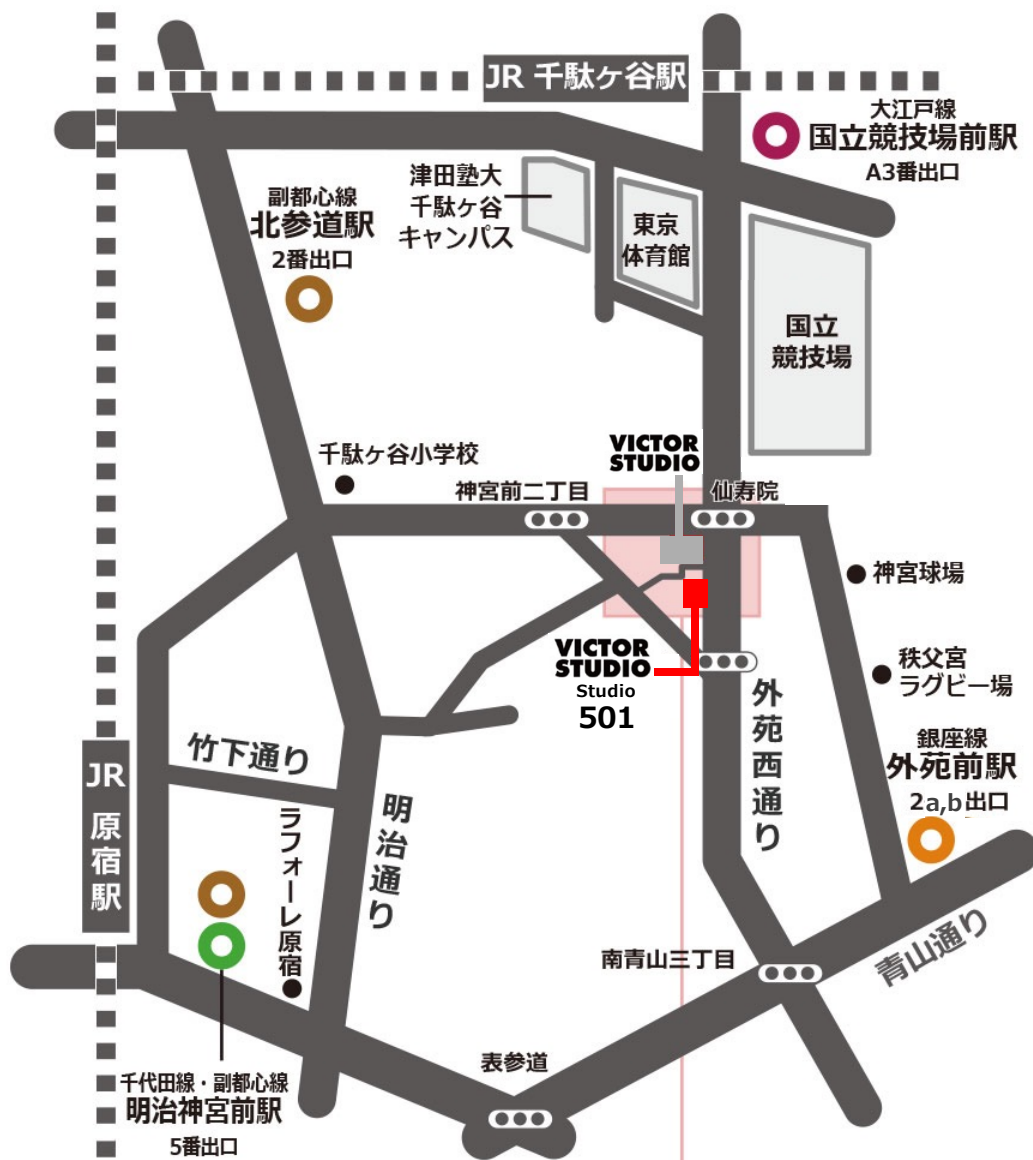 JR 千駄ヶ谷駅
大江戸線
国立競技場前駅
A3番出口
津田塾大
千駄ヶ谷
キャンパス
東京
体育館
副都心線
北参道駅
2番出口
国立
競技場
VICTOR
STUDIO
千駄ヶ谷小学校
神宮前二丁目
仙寿院
神宮球場
VICTOR
STUDIO
Studio
501
秩父宮
ラグビー場
外苑西通り
銀座線
外苑前駅
2a,b出口
竹下通り
JR 原宿駅
明治通り
ラフォーレ原宿
青山通り
南青山三丁目
表参道
千代田線・副都心線
明治神宮前駅
5番出口